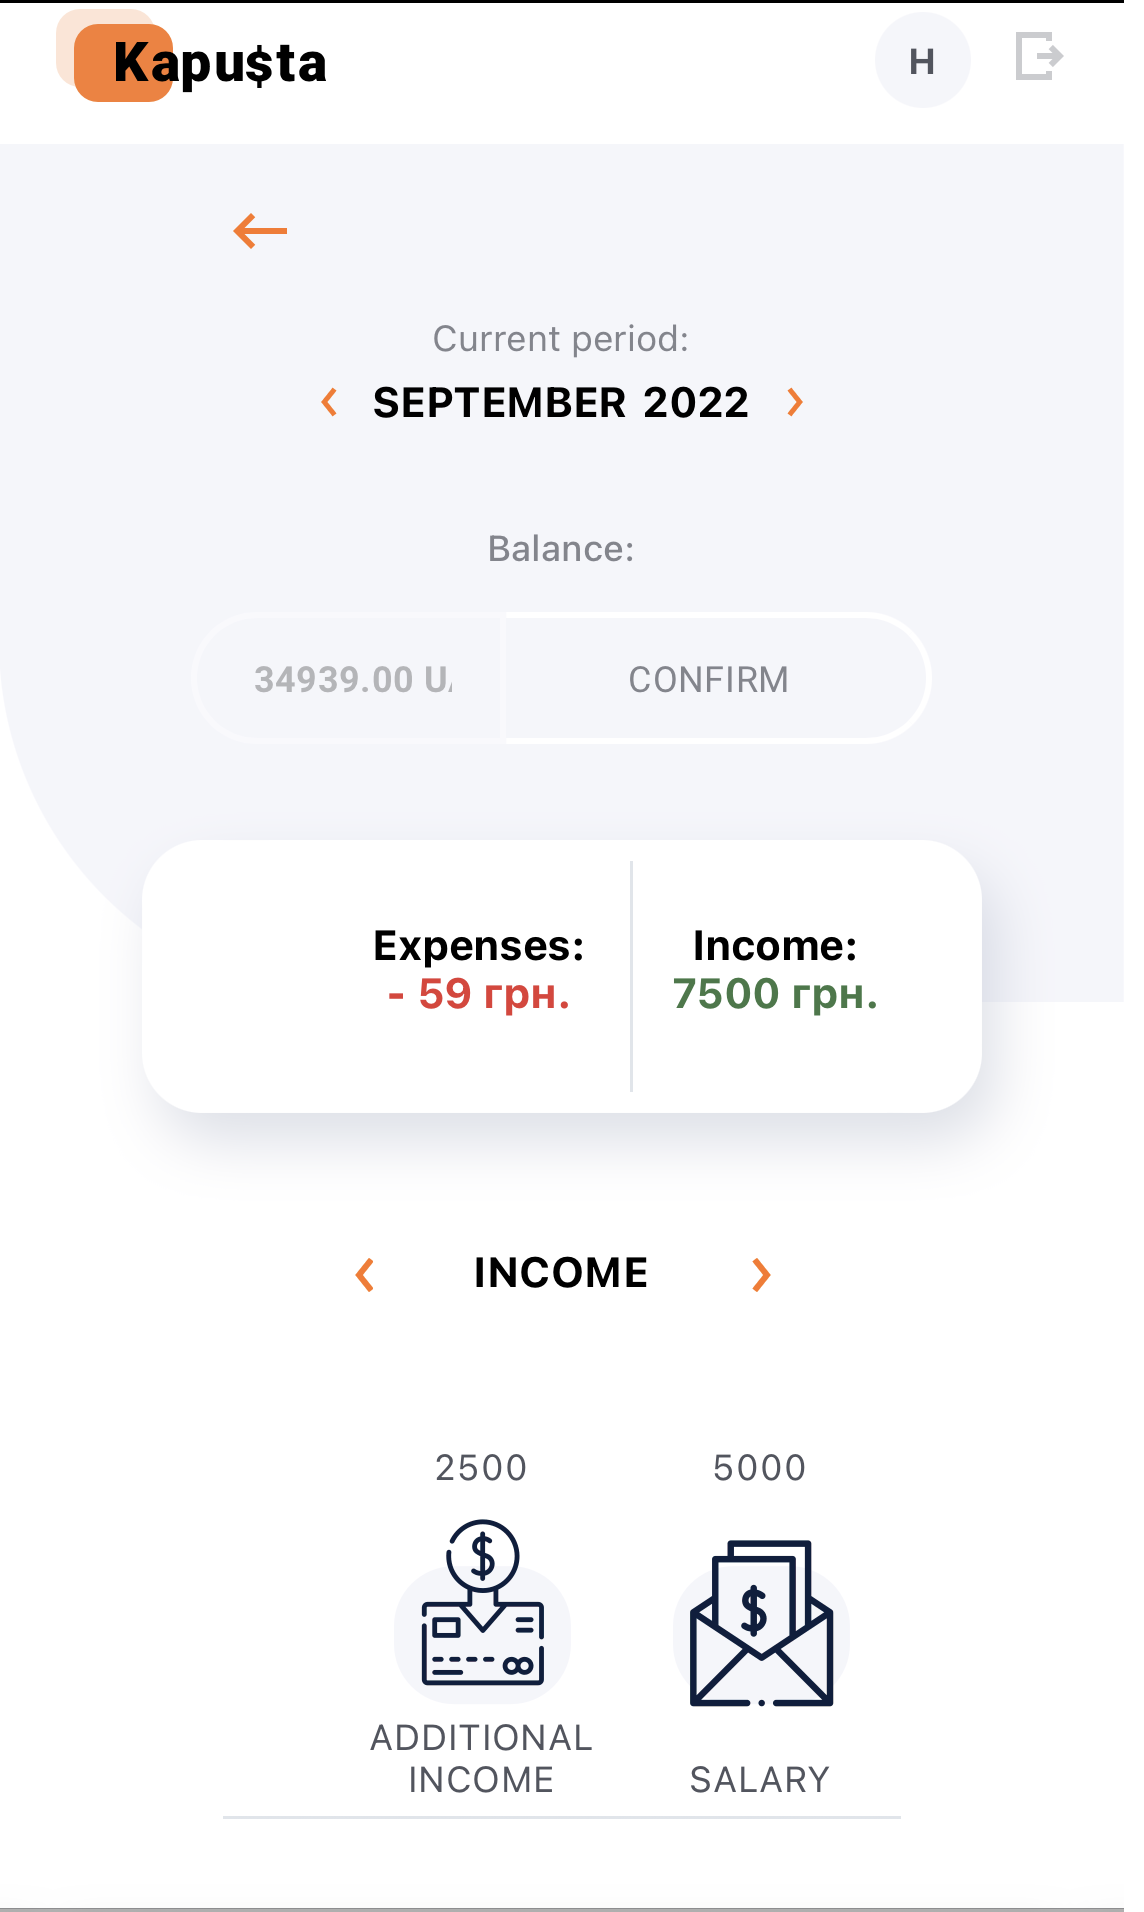 Kapu$ta
H
Current period:
SEPTEMBER 2022
Balance:
34939.00 U
CONFIRM
Expenses:
- 59 грн.
Income:
7500 грн.
INCOME
2500
5000
ADDITIONAL
INCOME
SALARY